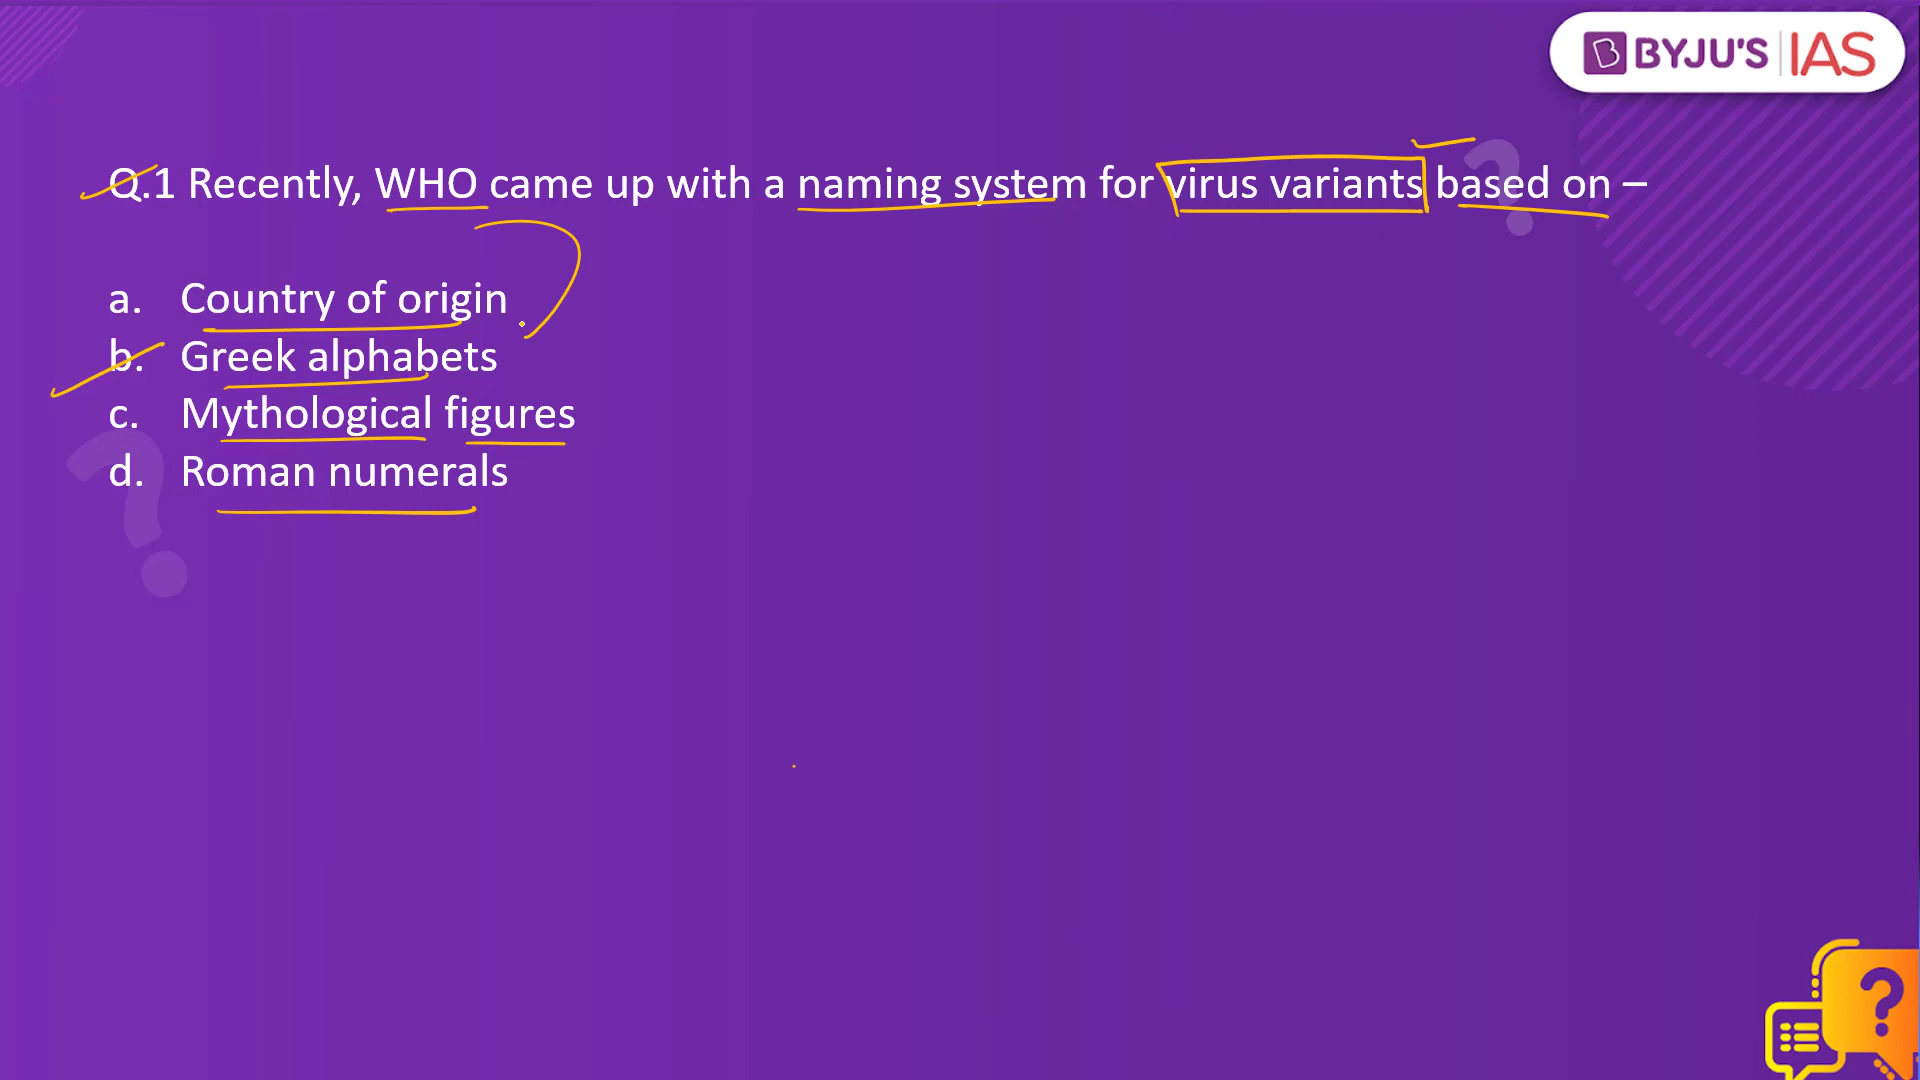 BYJU'S IAS
Q.1 Recently, WHO came up with a naming system for virus variants based on –
a. Country of origin
b. Greek alphabets
c. Mythological figures
d. Roman numerals